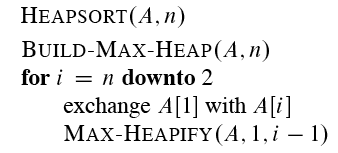 HEAPSORT(A, n)
BUILD-MAX-HEAP(A, n)
for i = n downto 2
exchange A[1] with A[i]
MAX-HEAPIFY(A, 1, i − 1)